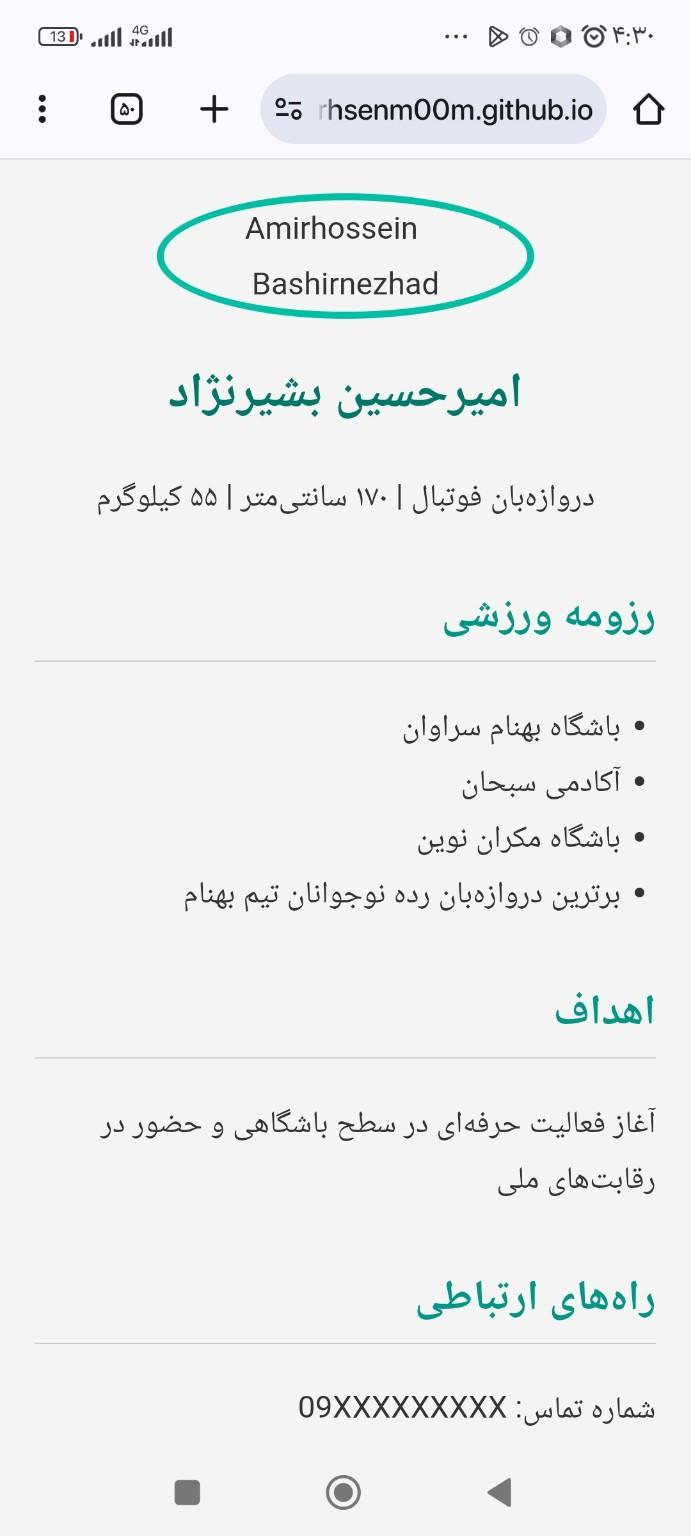 13 4G ... ۴:۳۰
۵۰ rhsenm00m.github.io
Amirhossein
Bashirnezhad
امیرحسین بشیرنژاد
دروازه‌بان فوتبال | ۱۷۰ سانتی‌متر | ۵۵ کیلوگرم
رزومه ورزشی
• باشگاه بهنام سراوان
• آکادمی سبحان
• باشگاه مکران نوین
• برترین دروازه‌بان رده نوجوانان تیم بهنام
اهداف
آغاز فعالیت حرفه‌ای در سطح باشگاهی و حضور در
رقابت‌های ملی
راه‌های ارتباطی
شماره تماس: 09XXXXXXXXX